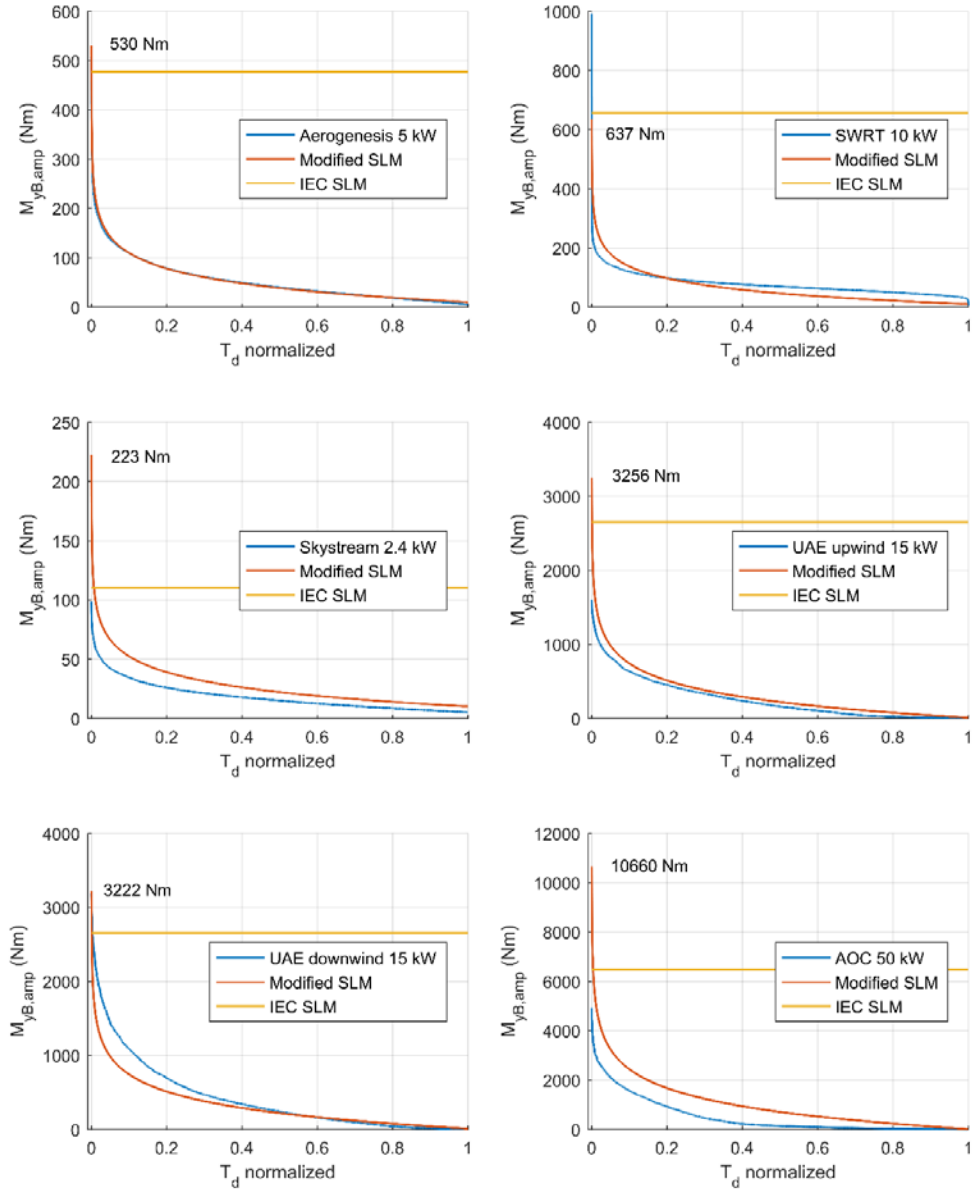 600
500
400
300
200
100
0
M_yB,amp (Nm)
530 Nm
Aerogenesis 5 kW
Modified SLM
IEC SLM
0 0.2 0.4 0.6 0.8 1
T_d normalized
1000
800
600
400
200
0
M_yB,amp (Nm)
637 Nm
SWRT 10 kW
Modified SLM
IEC SLM
0 0.2 0.4 0.6 0.8 1
T_d normalized
250
200
150
100
50
0
M_yB,amp (Nm)
223 Nm
Skystream 2.4 kW
Modified SLM
IEC SLM
0 0.2 0.4 0.6 0.8 1
T_d normalized
4000
3000
2000
1000
0
M_yB,amp (Nm)
3256 Nm
UAE upwind 15 kW
Modified SLM
IEC SLM
0 0.2 0.4 0.6 0.8 1
T_d normalized
4000
3000
2000
1000
0
M_yB,amp (Nm)
3222 Nm
UAE downwind 15 kW
Modified SLM
IEC SLM
0 0.2 0.4 0.6 0.8 1
T_d normalized
12000
10000
8000
6000
4000
2000
0
M_yB,amp (Nm)
10660 Nm
AOC 50 kW
Modified SLM
IEC SLM
0 0.2 0.4 0.6 0.8 1
T_d normalized